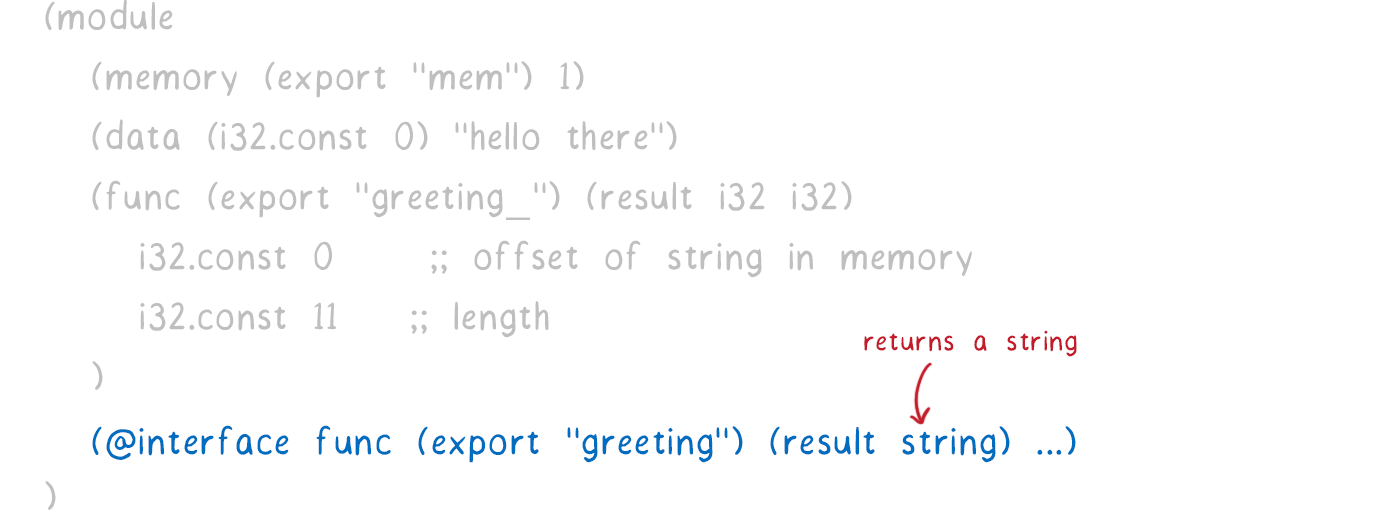 (module
(memory (export "mem") 1)
(data (i32.const 0) "hello there")
(func (export "greeting_") (result i32 i32)
i32.const 0 ;; offset of string in memory
i32.const 11 ;; length
returns a string
)
(@interface func (export "greeting") (result string) ...)
)